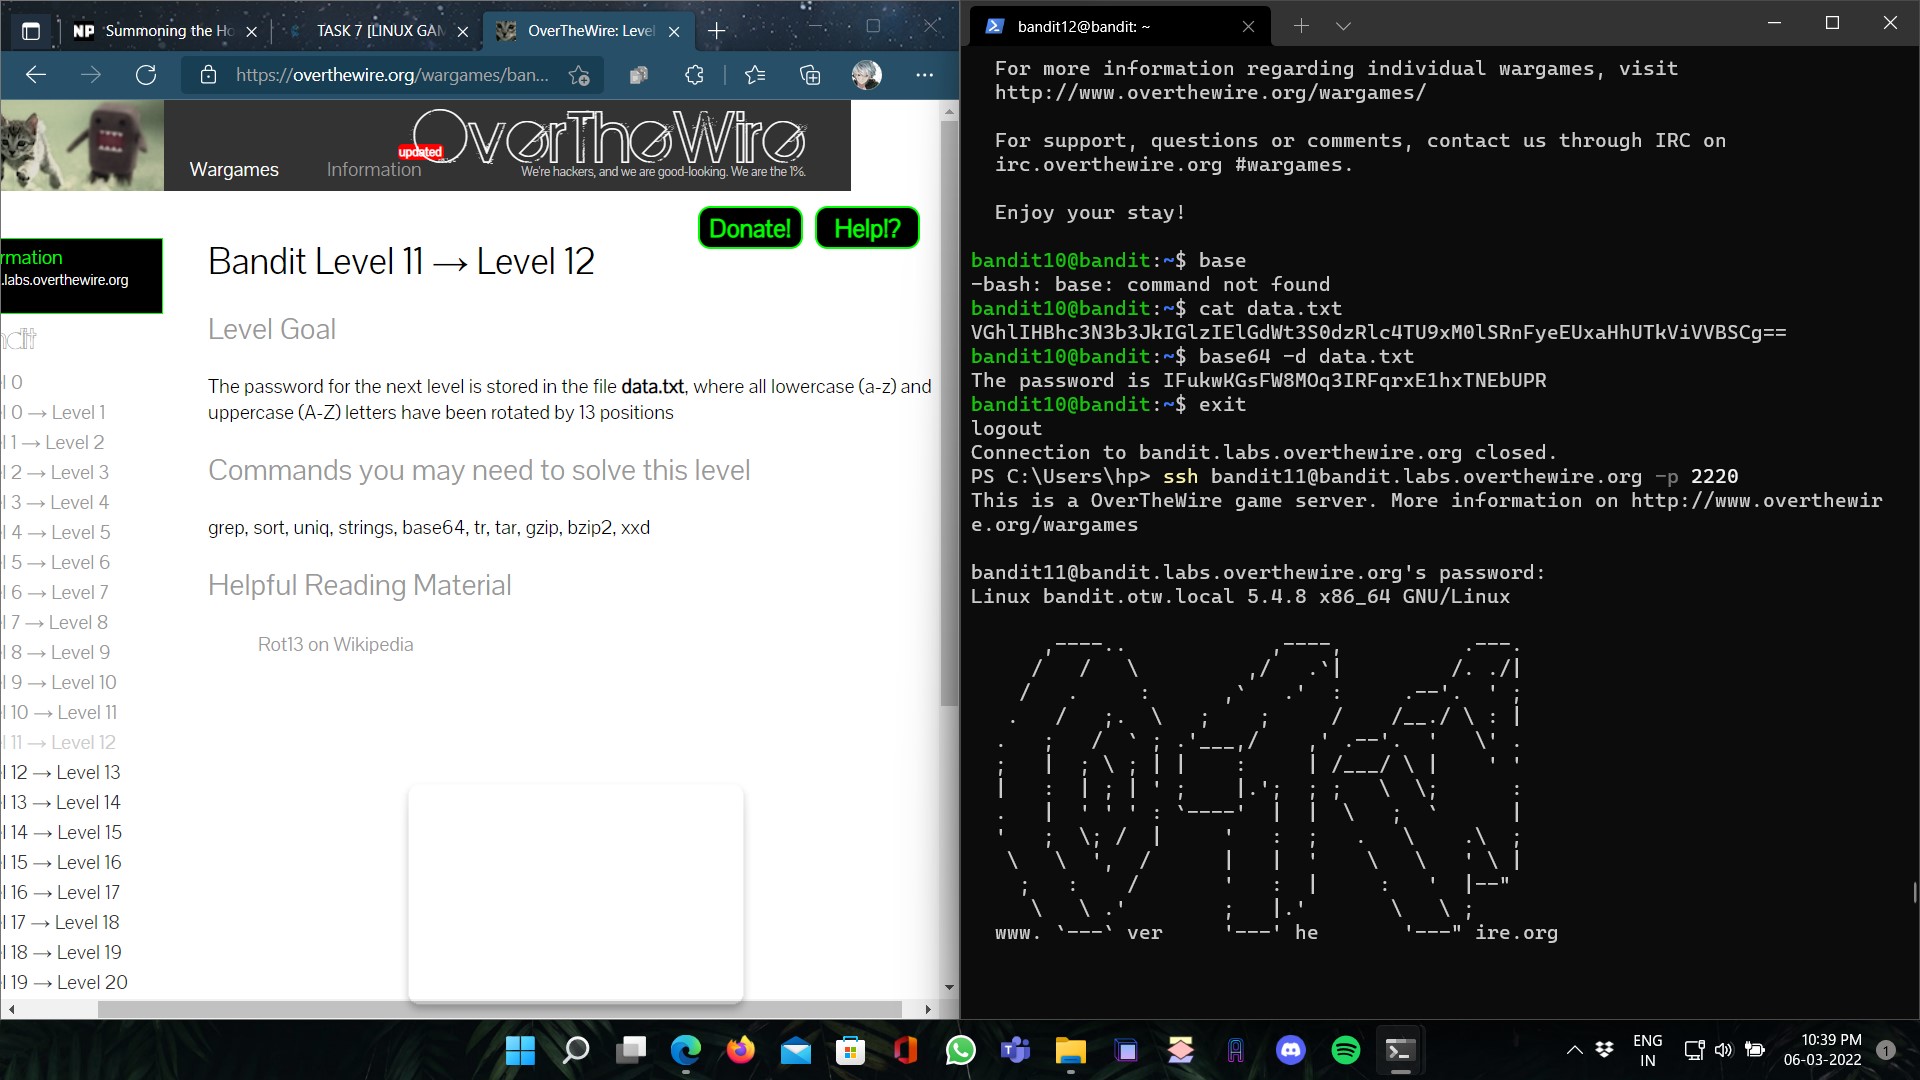 NP Summoning the Ho
TASK 7 [LINUX GAM
OverTheWire: Level
https://overthewire.org/wargames/ban...
OverTheWire
updated
Wargames
Information
We're hackers, and we are good-looking. We are the 1%.
Donate!
Help!?
rmation
.labs.overthewire.org
ndit
l 0
l 0 → Level 1
l 1 → Level 2
l 2 → Level 3
l 3 → Level 4
l 4 → Level 5
l 5 → Level 6
l 6 → Level 7
l 7 → Level 8
l 8 → Level 9
l 9 → Level 10
l 10 → Level 11
l 11 → Level 12
l 12 → Level 13
l 13 → Level 14
l 14 → Level 15
l 15 → Level 16
l 16 → Level 17
l 17 → Level 18
l 18 → Level 19
l 19 → Level 20
Bandit Level 11 → Level 12
Level Goal
The password for the next level is stored in the file data.txt, where all lowercase (a-z) and
uppercase (A-Z) letters have been rotated by 13 positions
Commands you may need to solve this level
grep, sort, uniq, strings, base64, tr, tar, gzip, bzip2, xxd
Helpful Reading Material
Rot13 on Wikipedia
bandit12@bandit: ~
For more information regarding individual wargames, visit
http://www.overthewire.org/wargames/
For support, questions or comments, contact us through IRC on
irc.overthewire.org #wargames.
Enjoy your stay!
bandit10@bandit:~$ base
-bash: base: command not found
bandit10@bandit:~$ cat data.txt
VGhlIHBhc3N3b3JkIGlzIElGdWt3S0dzRlc4TU9xM0lSRnFyeEUxaHhUTkViVVBSCg==
bandit10@bandit:~$ base64 -d data.txt
The password is IFukwKGsFW8MOq3IRFqrxE1hxTNEbUPR
bandit10@bandit:~$ exit
logout
Connection to bandit.labs.overthewire.org closed.
PS C:\Users\hp> ssh bandit11@bandit.labs.overthewire.org -p 2220
This is a OverTheWire game server. More information on http://www.overthewir
e.org/wargames
bandit11@bandit.labs.overthewire.org's password:
Linux bandit.otw.local 5.4.8 x86_64 GNU/Linux
www. ver he ire.org
ENG
IN
10:39 PM
06-03-2022
1